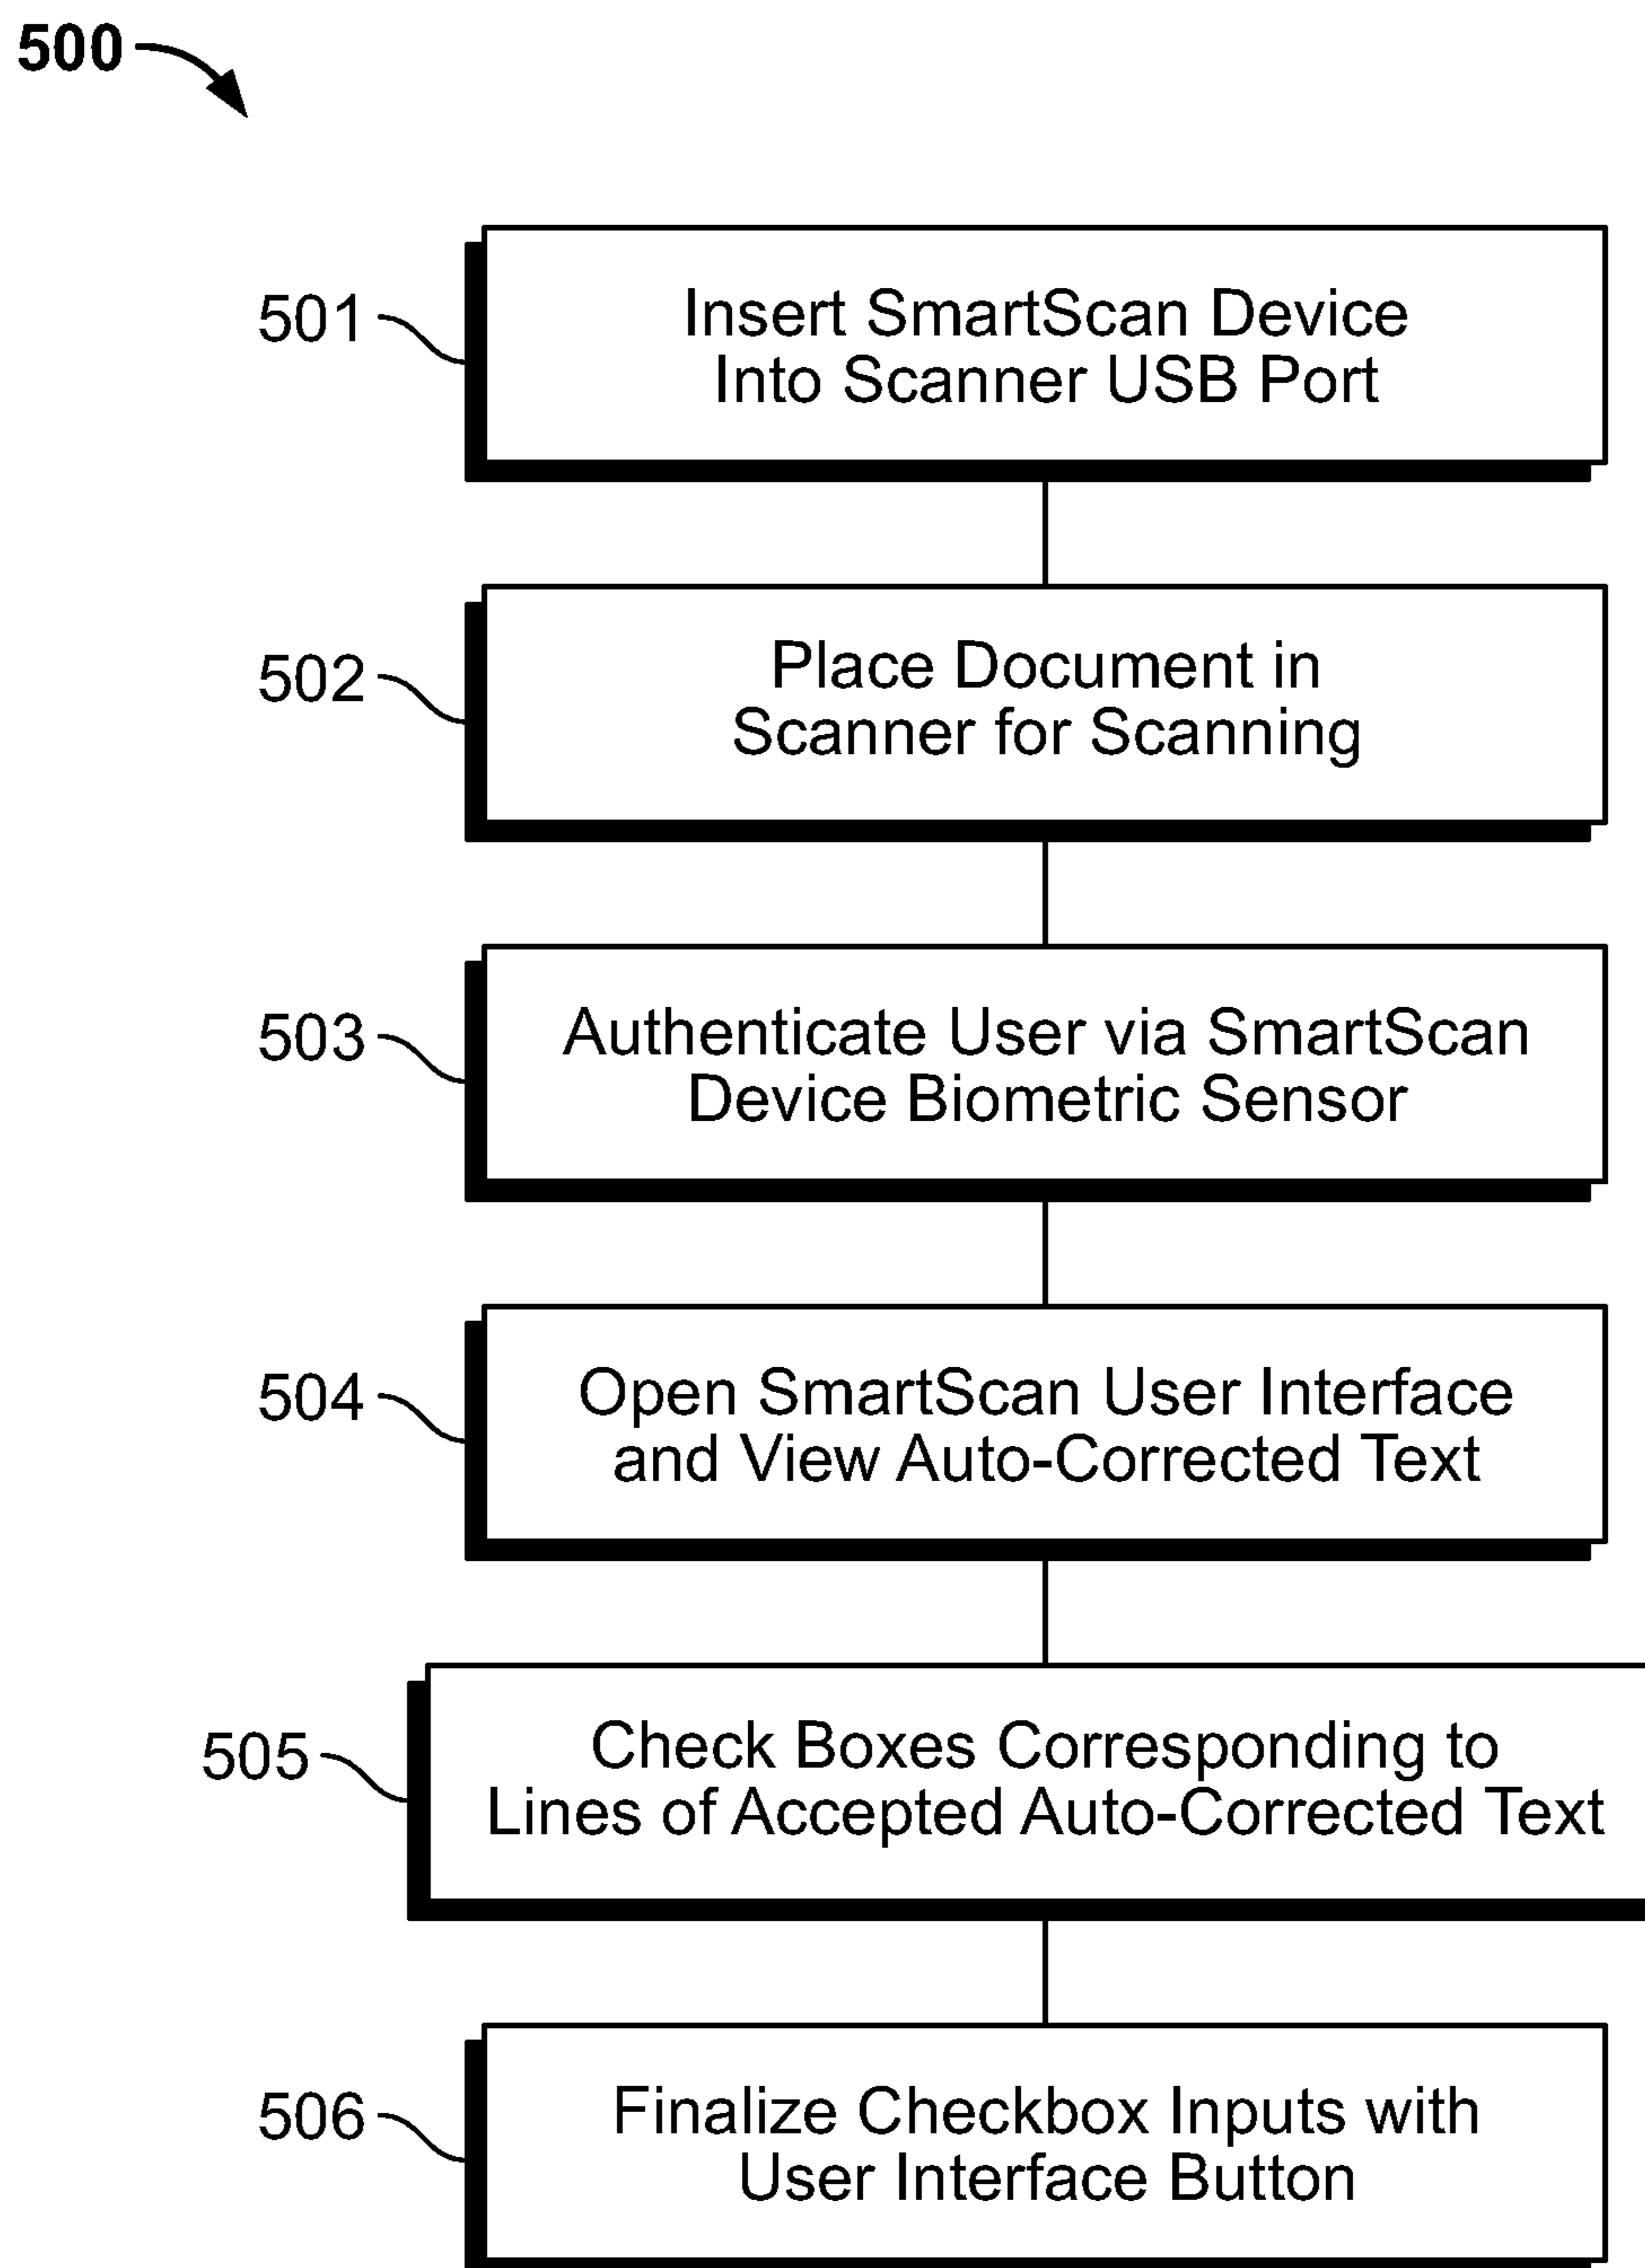 500
501
Insert SmartScan Device
Into Scanner USB Port
502
Place Document in
Scanner for Scanning
503
Authenticate User via SmartScan
Device Biometric Sensor
504
Open SmartScan User Interface
and View Auto-Corrected Text
505
Check Boxes Corresponding to
Lines of Accepted Auto-Corrected Text
506
Finalize Checkbox Inputs with
User Interface Button